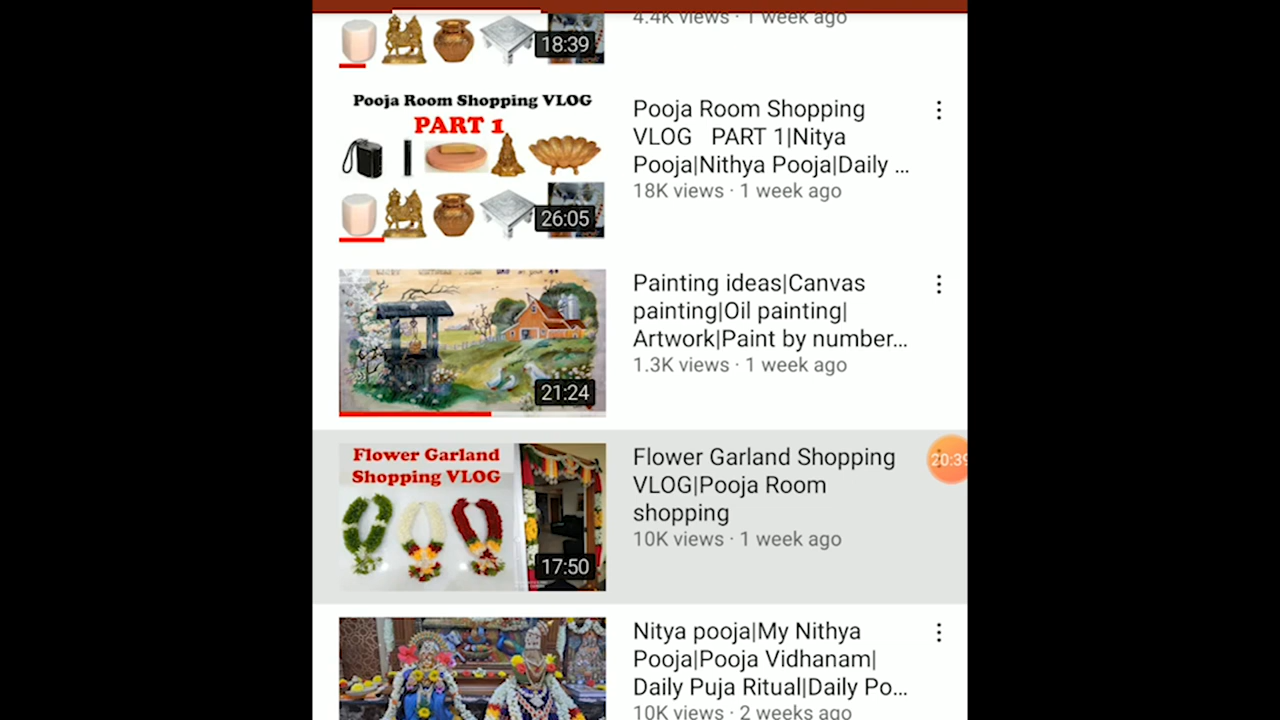 4.4K views · 1 week ago
18:39
Pooja Room Shopping VLOG
PART 1
26:05
Pooja Room Shopping
VLOG PART 1|Nitya
Pooja|Nithya Pooja|Daily ...
18K views · 1 week ago
21:24
Painting ideas|Canvas
painting|Oil painting|
Artwork|Paint by number...
1.3K views · 1 week ago
Flower Garland
Shopping VLOG
17:50
Flower Garland Shopping
VLOG|Pooja Room
shopping
10K views · 1 week ago
20:39
Nitya pooja|My Nithya
Pooja|Pooja Vidhanam|
Daily Puja Ritual|Daily Po...
10K views · 2 weeks ago